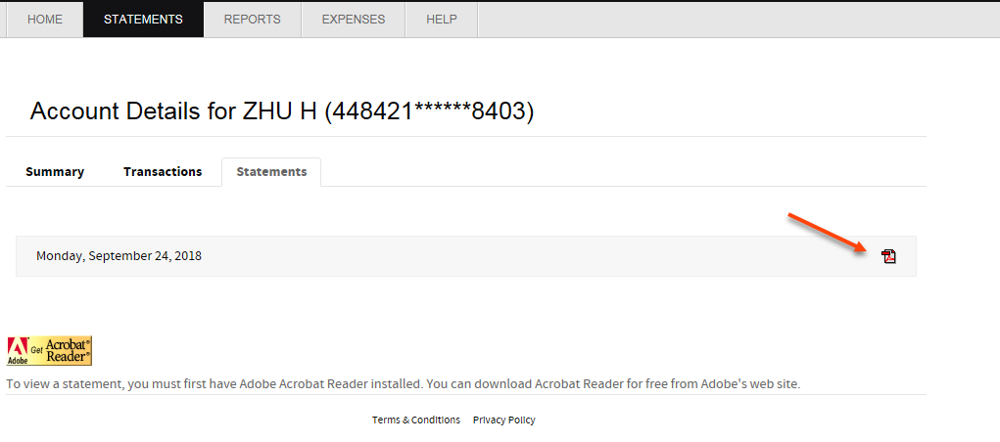 HOME STATEMENTS REPORTS EXPENSES HELP
Account Details for ZHU H (448421******8403)
Summary Transactions Statements
Monday, September 24, 2018
Adobe Get Acrobat® Reader®
To view a statement, you must first have Adobe Acrobat Reader installed. You can download Acrobat Reader for free from Adobe's web site.
Terms & Conditions Privacy Policy